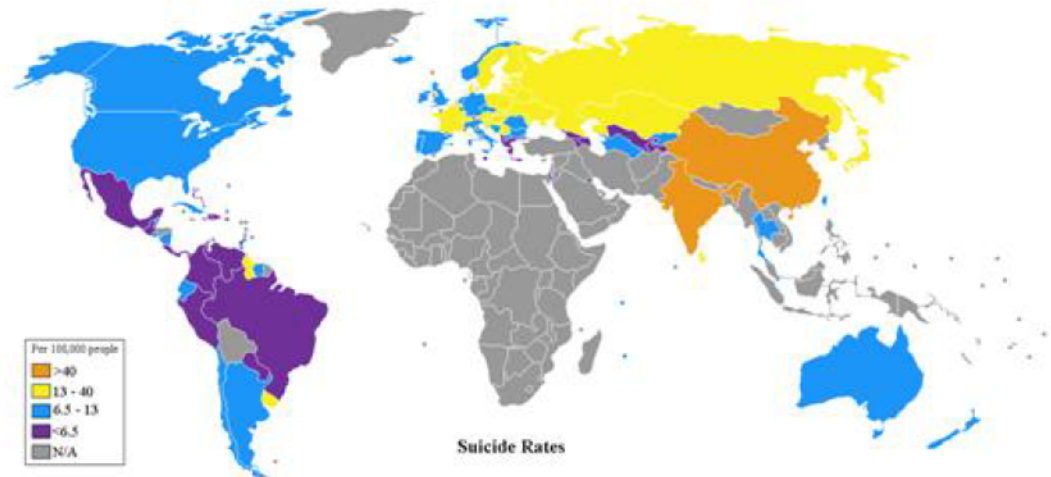 Per 100,000 people
>40
13 - 40
6.5 - 13
<6.5
N/A
Suicide Rates